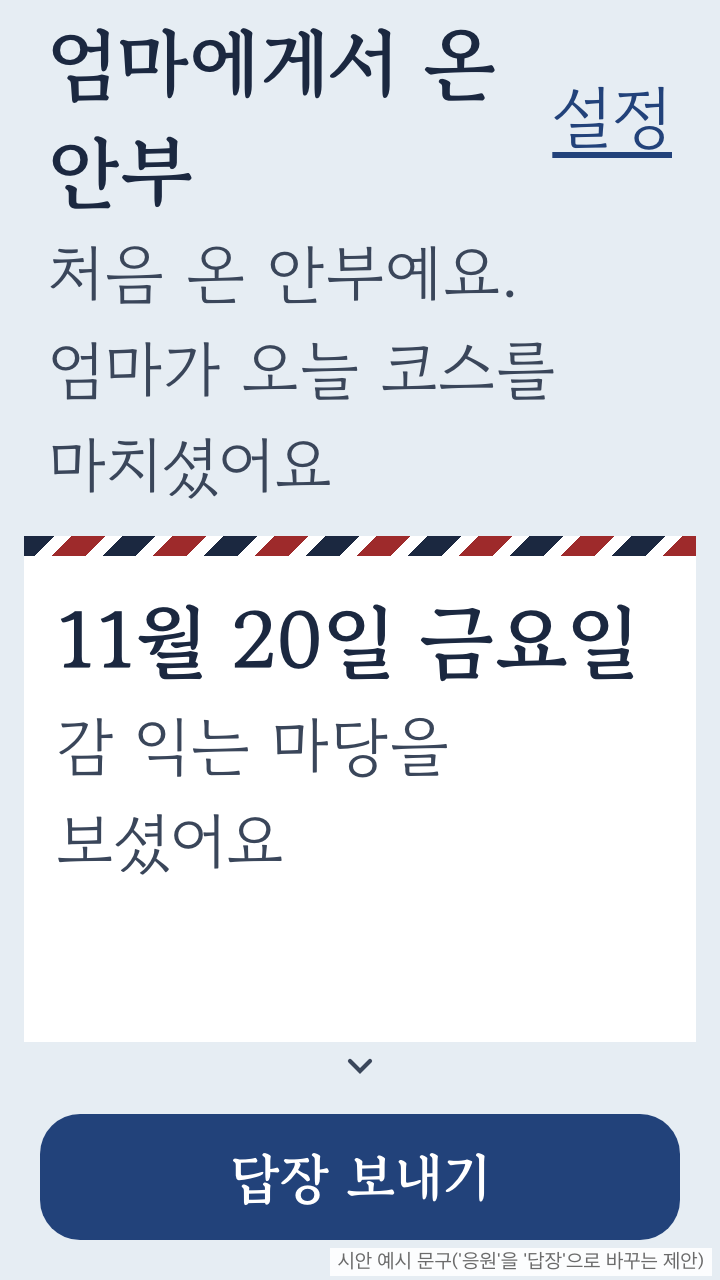 엄마에게서 온
안부
설정
처음 온 안부예요.
엄마가 오늘 코스를
마치셨어요
11월 20일 금요일
감 익는 마당을
보셨어요
답장 보내기
시안 예시 문구('응원'을 '답장'으로 바꾸는 제안)